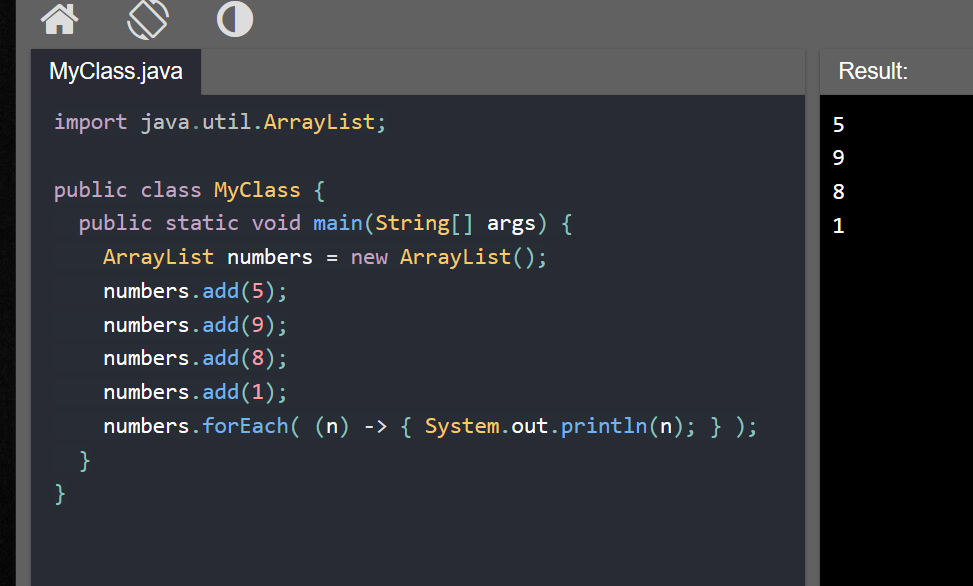 MyClass.java
import java.util.ArrayList;
public class MyClass {
public static void main(String[] args) {
ArrayList numbers = new ArrayList();
numbers.add(5);
numbers.add(9);
numbers.add(8);
numbers.add(1);
numbers.forEach( (n) -> { System.out.println(n); } );
}
}
Result:
5
9
8
1